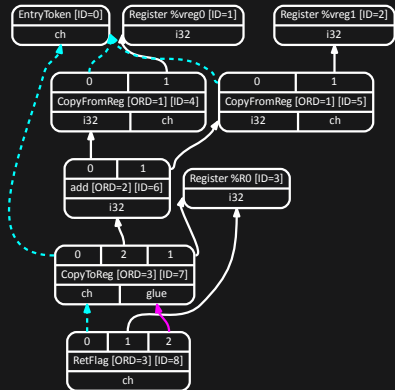 EntryToken [ID=0]
ch
Register %vreg0 [ID=1]
i32
Register %vreg1 [ID=2]
i32
0 1
CopyFromReg [ORD=1] [ID=4]
i32 ch
0 1
CopyFromReg [ORD=1] [ID=5]
i32 ch
0 1
add [ORD=2] [ID=6]
i32
Register %R0 [ID=3]
i32
0 2 1
CopyToReg [ORD=3] [ID=7]
ch glue
0 1 2
RetFlag [ORD=3] [ID=8]
ch